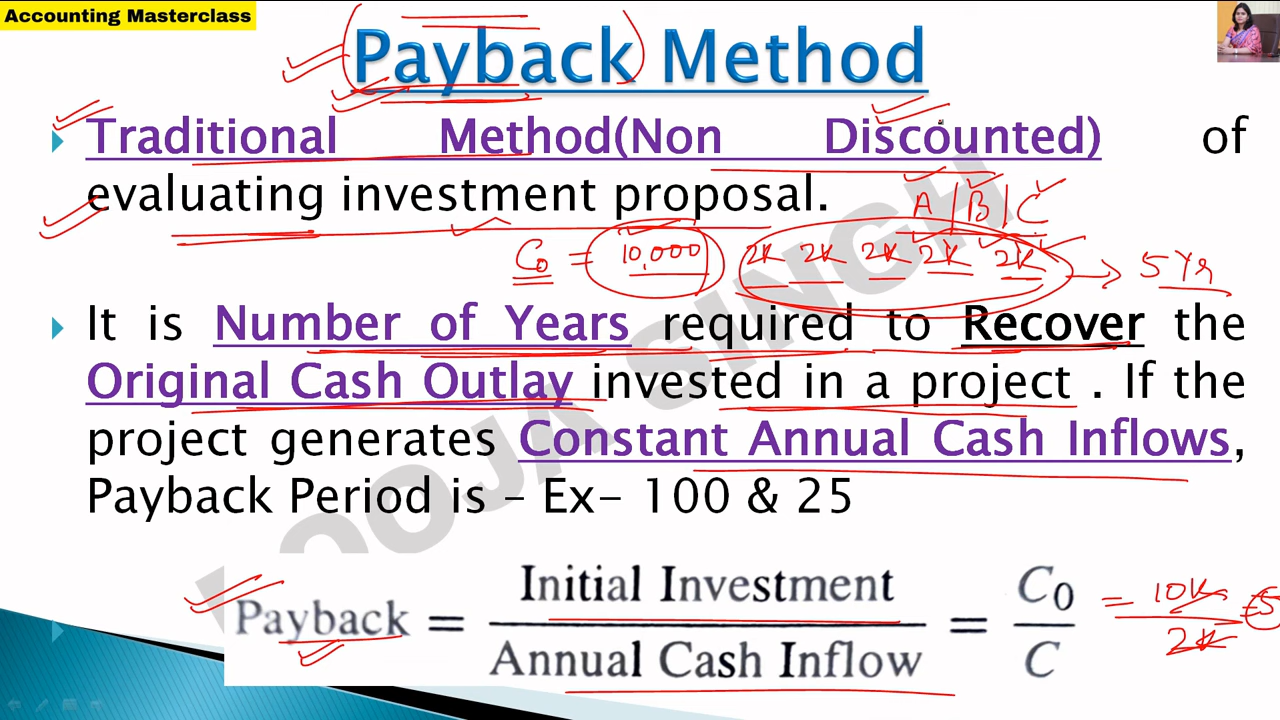 Accounting Masterclass
Payback Method
Traditional Method(Non Discounted) of
evaluating investment proposal.
A | B | C
C₀ = 10,000 2K 2K 2K 2K 2K → 5 Yr
It is Number of Years required to Recover the
Original Cash Outlay invested in a project . If the
project generates Constant Annual Cash Inflows,
Payback Period is – Ex– 100 & 25
POOJA SINGH
Payback = Initial Investment / Annual Cash Inflow = C₀ / C = 10K / 2K = 5